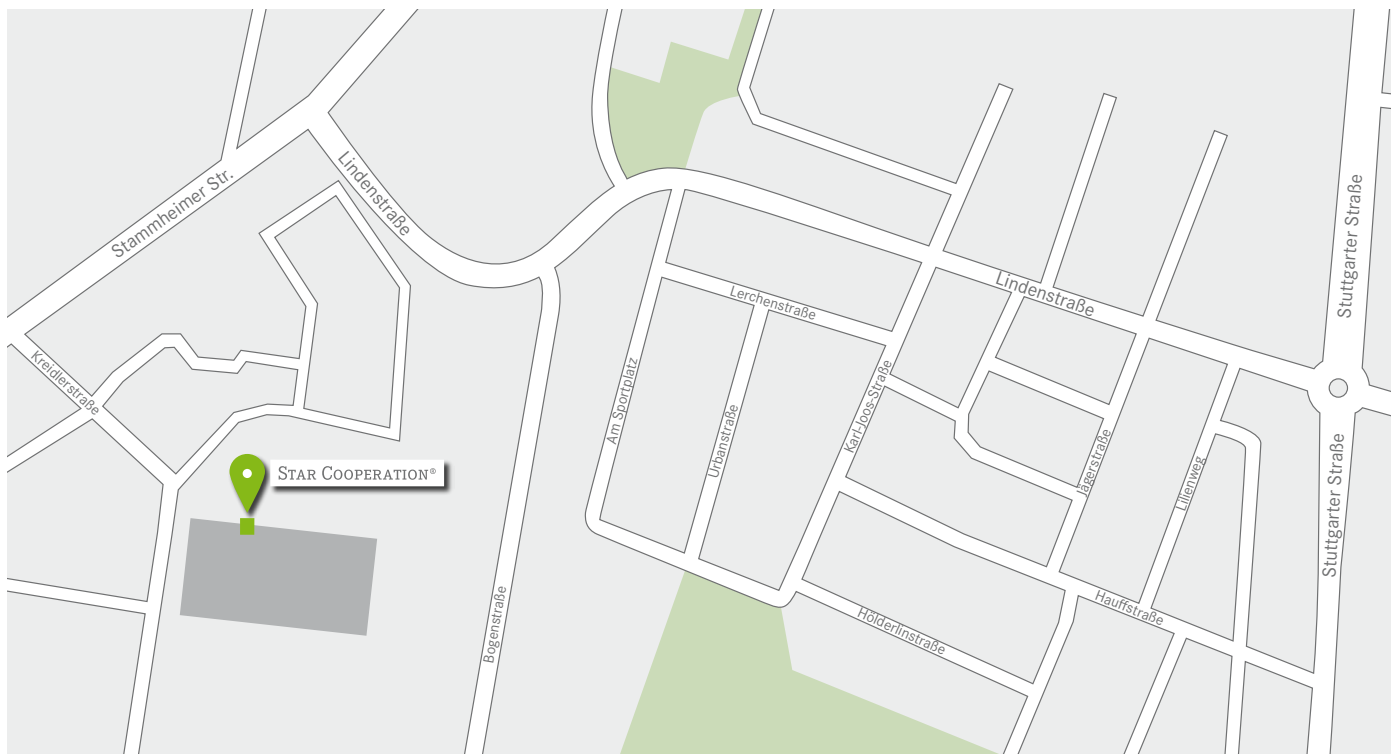 Stammheimer Str.
Lindenstraße
Stuttgarter Straße
Lindenstraße
Lerchenstraße
Kreidlerstraße
Am Sportplatz
Urbanstraße
Karl-Joos-Straße
Jägerstraße
Lilienweg
Stuttgarter Straße
STAR COOPERATION®
Bogenstraße
Hölderlinstraße
Hauffstraße